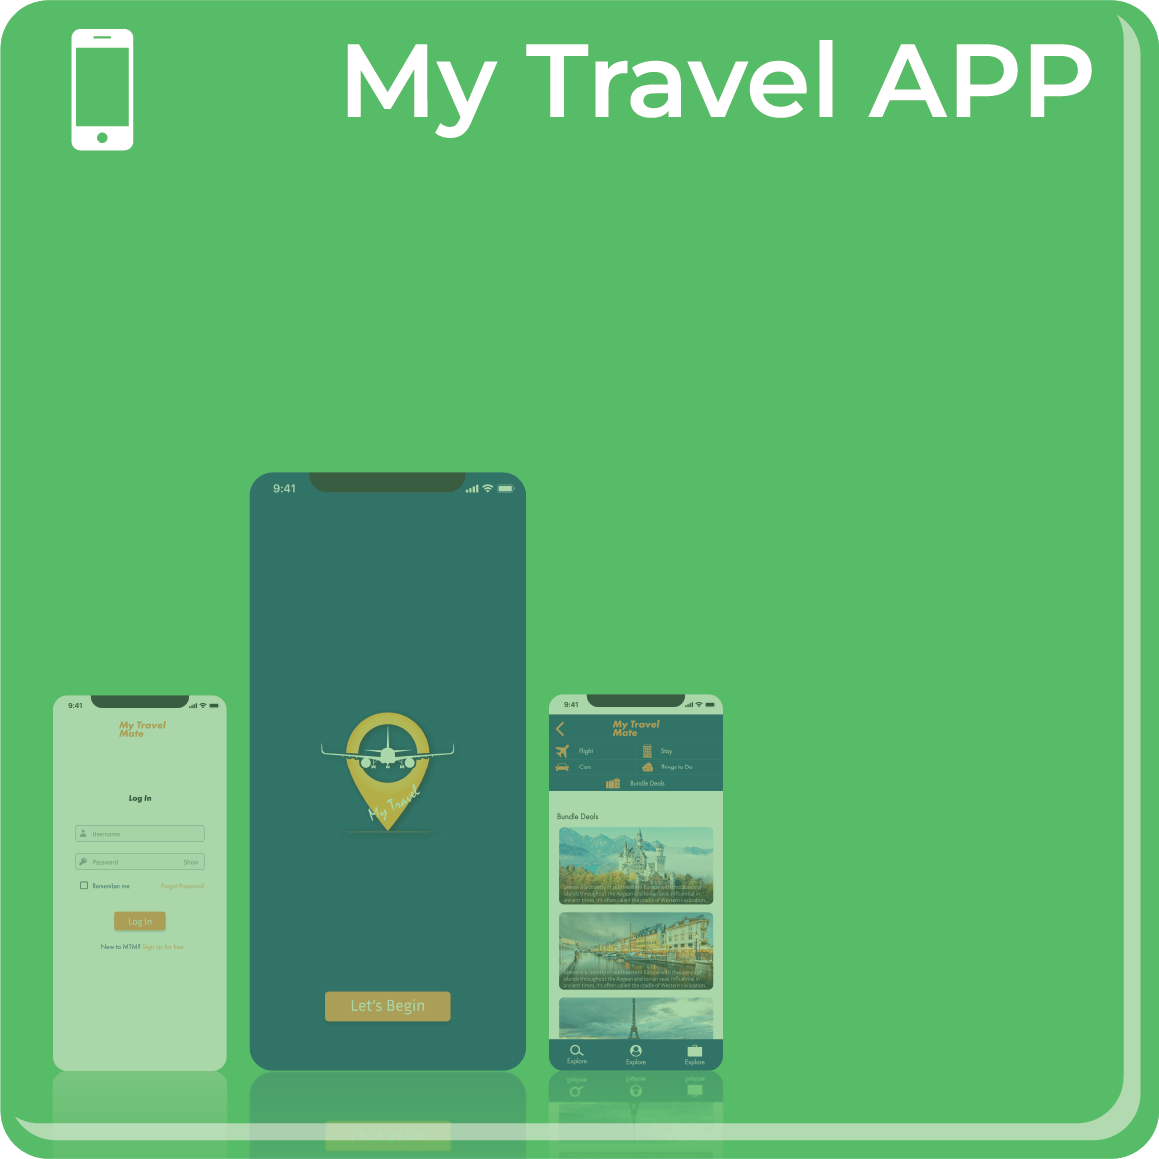 My Travel APP
9:41
My Travel
Mate
Log In
Username
Password
Show
Remember me
Forgot Password
Log In
New to MTM? Sign up for free
9:41
My Travel
Let's Begin
9:41
My Travel
Mate
Flight
Stay
Cars
Things to Do
Bundle Deals
Bundle Deals
Greece is a country in southeastern Europe with thousands of
islands throughout the Aegean and Ionian seas. Influential in
ancient times, it's often called the cradle of Western civilization.
Greece is a country in southeastern Europe with thousands of
islands throughout the Aegean and Ionian seas. Influential in
ancient times, it's often called the cradle of Western civilization.
Explore
Explore
Explore